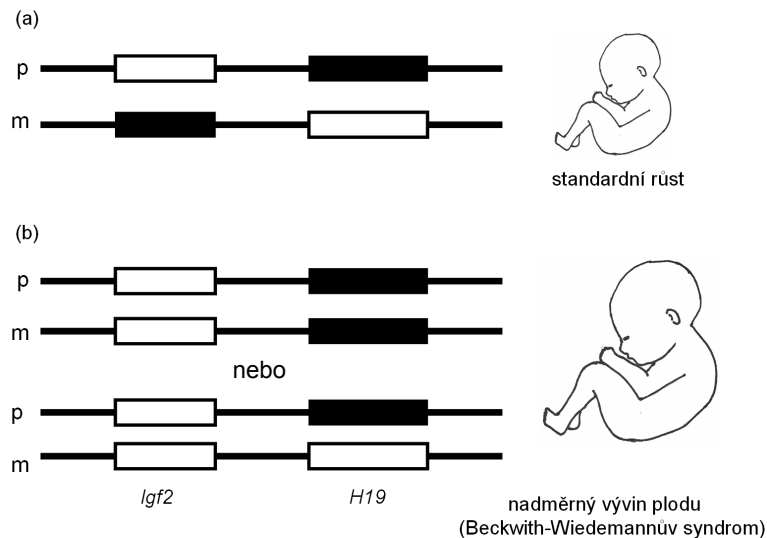 (a)
p
m
standardní růst
(b)
p
m
nebo
p
m
Igf2
H19
nadměrný vývin plodu
(Beckwith-Wiedemannův syndrom)